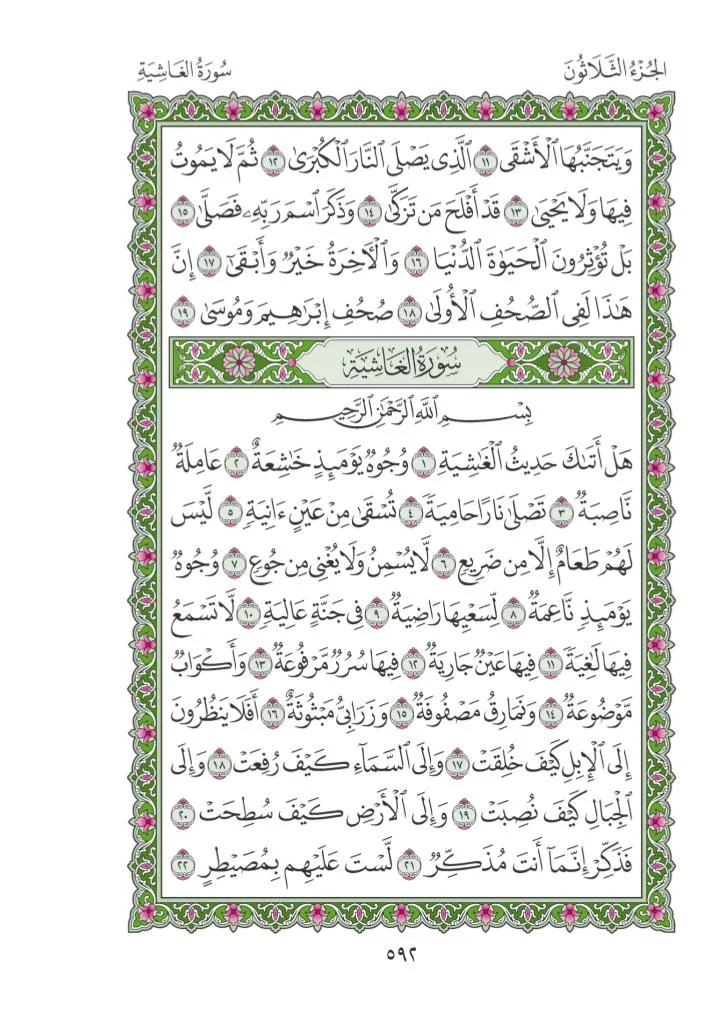 الجُزْءُ الثَّلَاثُونَ
سُورَةُ الغَاشِيَةِ
وَيَتَجَنَّبُهَا ٱلْأَشْقَى ١١ ٱلَّذِى يَصْلَى ٱلنَّارَ ٱلْكُبْرَىٰ ١٢ ثُمَّ لَا يَمُوتُ
فِيهَا وَلَا يَحْيَىٰ ١٣ قَدْ أَفْلَحَ مَن تَزَكَّىٰ ١٤ وَذَكَرَ ٱسْمَ رَبِّهِۦ فَصَلَّىٰ ١٥
بَلْ تُؤْثِرُونَ ٱلْحَيَوٰةَ ٱلدُّنْيَا ١٦ وَٱلْـَٔاخِرَةُ خَيْرٌ وَأَبْقَىٰٓ ١٧ إِنَّ
هَـٰذَا لَفِى ٱلصُّحُفِ ٱلْأُولَىٰ ١٨ صُحُفِ إِبْرَٰهِيمَ وَمُوسَىٰ ١٩
سُورَةُ الغَاشِيَةِ
بِسْمِ ٱللَّهِ ٱلرَّحْمَـٰنِ ٱلرَّحِيمِ
هَلْ أَتَىٰكَ حَدِيثُ ٱلْغَـٰشِيَةِ ١ وُجُوهٌ يَوْمَئِذٍ خَـٰشِعَةٌ ٢ عَامِلَةٌ
نَّاصِبَةٌ ٣ تَصْلَىٰ نَارًا حَامِيَةً ٤ تُسْقَىٰ مِنْ عَيْنٍ ءَانِيَةٍ ٥ لَّيْسَ
لَهُمْ طَعَامٌ إِلَّا مِن ضَرِيعٍ ٦ لَّا يُسْمِنُ وَلَا يُغْنِى مِن جُوعٍ ٧ وُجُوهٌ
يَوْمَئِذٍ نَّاعِمَةٌ ٨ لِّسَعْيِهَا رَاضِيَةٌ ٩ فِى جَنَّةٍ عَالِيَةٍ ١٠ لَّا تَسْمَعُ
فِيهَا لَـٰغِيَةً ١١ فِيهَا عَيْنٌ جَارِيَةٌ ١٢ فِيهَا سُرُرٌ مَّرْفُوعَةٌ ١٣ وَأَكْوَابٌ
مَّوْضُوعَةٌ ١٤ وَنَمَارِقُ مَصْفُوفَةٌ ١٥ وَزَرَابِىُّ مَبْثُوثَةٌ ١٦ أَفَلَا يَنظُرُونَ
إِلَى ٱلْإِبِلِ كَيْفَ خُلِقَتْ ١٧ وَإِلَى ٱلسَّمَآءِ كَيْفَ رُفِعَتْ ١٨ وَإِلَى
ٱلْجِبَالِ كَيْفَ نُصِبَتْ ١٩ وَإِلَى ٱلْأَرْضِ كَيْفَ سُطِحَتْ ٢٠
فَذَكِّرْ إِنَّمَآ أَنتَ مُذَكِّرٌ ٢١ لَّسْتَ عَلَيْهِم بِمُصَيْطِرٍ ٢٢
٥٩٢